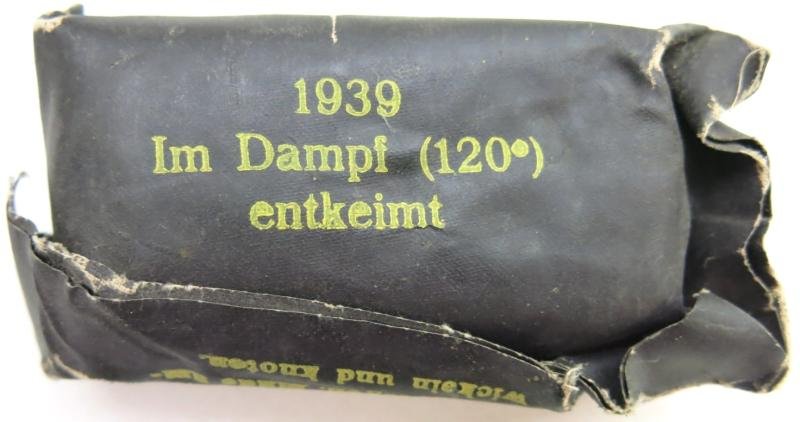 1939
Im Dampf (120°)
entkeimt
wickeln und knoten.